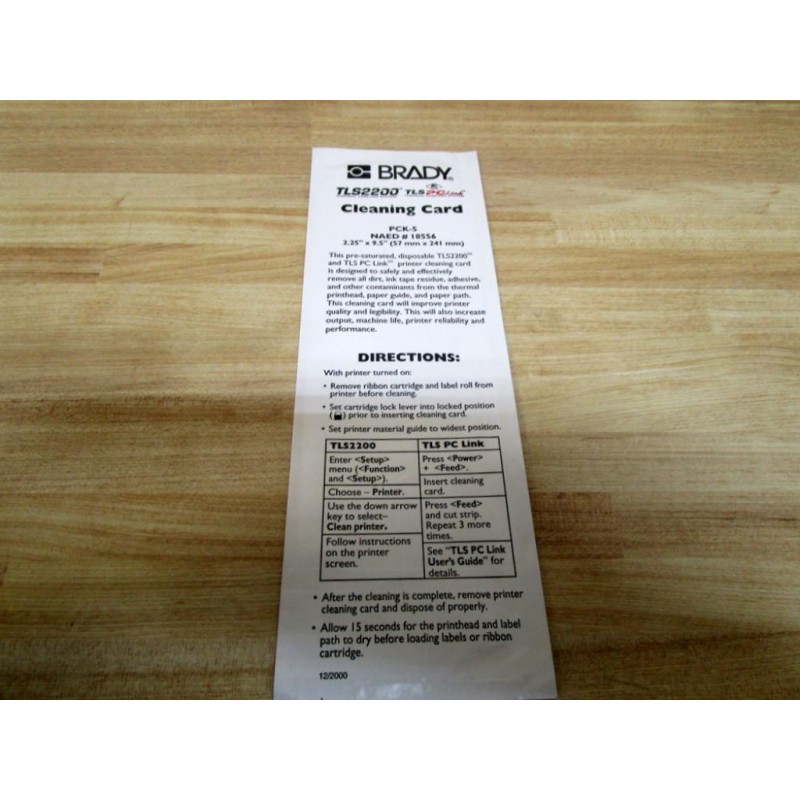 BRADY
TLS2200™ TLS PC Link™
Cleaning Card
PCK-5
NAED # 18556
2.25" x 9.5" (57 mm x 241 mm)
This pre-saturated, disposable TLS2200™
and TLS PC Link™ printer cleaning card
is designed to safely and effectively
remove all dirt, ink tape residue, adhesive,
and other contaminants from the thermal
printhead, paper guide, and paper path.
This cleaning card will improve printer
quality and legibility. This will also increase
output, machine life, printer reliability and
performance.
DIRECTIONS:
With printer turned on:
• Remove ribbon cartridge and label roll from
printer before cleaning.
• Set cartridge lock lever into locked position
( ) prior to inserting cleaning card.
• Set printer material guide to widest position.
TLS2200
Enter <Setup>
menu (<Function>
and <Setup>).
Choose – Printer.
Use the down arrow
key to select–
Clean printer.
Follow instructions
on the printer
screen.
TLS PC Link
Press <Power>
+ <Feed>.
Insert cleaning
card.
Press <Feed>
and cut strip.
Repeat 3 more
times.
See "TLS PC Link
User's Guide" for
details.
• After the cleaning is complete, remove printer
cleaning card and dispose of properly.
• Allow 15 seconds for the printhead and label
path to dry before loading labels or ribbon
cartridge.
12/2000